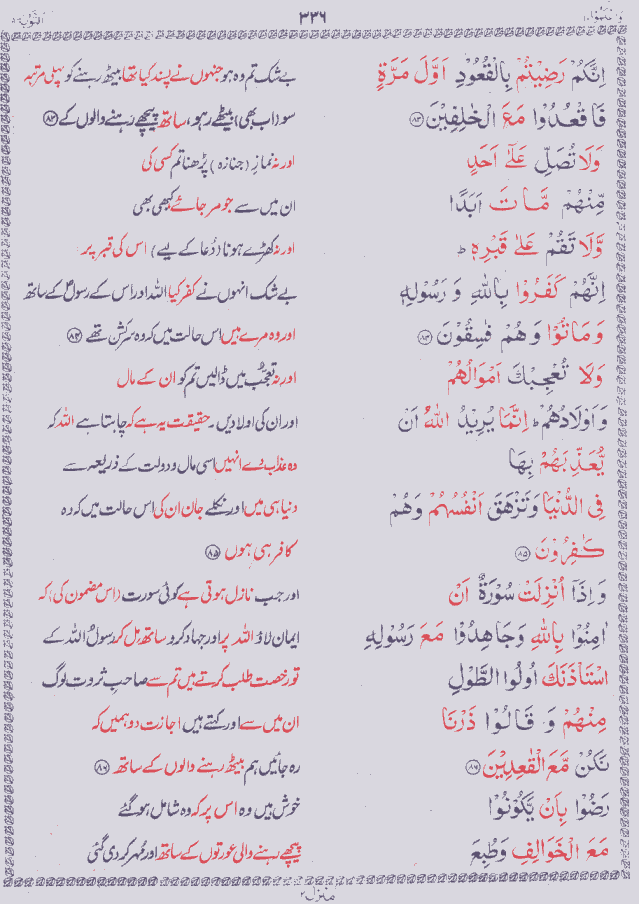 واعلموٓا ١٠ ٣٣٦ التوبة ٩
اِنَّكُمْ رَضِيْتُمْ بِالْقُعُوْدِ اَوَّلَ مَرَّةٍ بے شک تم وہ ہو جنہوں نے پسند کیا تھا بیٹھ رہنے کو پہلی مرتبہ
فَاقْعُدُوْا مَعَ الْخٰلِفِيْنَ ﴿۸۳﴾ سو (اب بھی) بیٹھے رہو، ساتھ پیچھے رہنے والوں کے ﴿۸۳﴾
وَلَا تُصَلِّ عَلٰٓى اَحَدٍ اور نہ نمازِ (جنازہ) پڑھنا تم کسی کی
مِّنْهُمْ مَّاتَ اَبَدًا ان میں سے جو مر جائے کبھی بھی
وَّلَا تَقُمْ عَلٰى قَبْرِهٖ ؕ اور نہ کھڑے ہونا (دُعا کے لیے) اس کی قبر پر
اِنَّهُمْ كَفَرُوْا بِاللّٰهِ وَ رَسُوْلِهٖ بے شک انہوں نے کفر کیا اللہ اور اس کے رسولؐ کے ساتھ
وَمَاتُوْا وَهُمْ فٰسِقُوْنَ ﴿۸۴﴾ اور وہ مرے ہیں اس حالت میں کہ وہ سرکش تھے ﴿۸۴﴾
وَلَا تُعْجِبْكَ اَمْوَالُهُمْ اور نہ تعجّب میں ڈالیں تم کو ان کے مال
وَاَوْلَادُهُمْ ؕ اِنَّمَا يُرِيْدُ اللّٰهُ اَنْ اور ان کی اولادیں۔ حقیقت یہ ہے کہ چاہتا ہے اللہ کہ
يُّعَذِّبَهُمْ بِهَا وہ عذاب دے انہیں اسی مال و دولت کے ذریعہ سے
فِى الدُّنْيَا وَتَزْهَقَ اَنْفُسُهُمْ وَهُمْ دنیا ہی میں اور نکلے جان ان کی اس حالت میں کہ وہ
كٰفِرُوْنَ ﴿۸۵﴾ کافر ہی ہوں ﴿۸۵﴾
وَاِذَآ اُنْزِلَتْ سُوْرَةٌ اَنْ اور جب نازل ہوتی ہے کوئی سورت (اس مضمون کی) کہ
اٰمِنُوْا بِاللّٰهِ وَجَاهِدُوْا مَعَ رَسُوْلِهِ ایمان لاؤ اللہ پر اور جہاد کرو ساتھ مل کر رسولُ اللہ کے
اسْتَاْذَنَكَ اُولُوا الطَّوْلِ تو رخصت طلب کرتے ہیں تم سے صاحبِ ثروت لوگ
مِنْهُمْ وَ قَالُوْا ذَرْنَا ان میں سے اور کہتے ہیں اجازت دو ہمیں کہ
نَكُنْ مَّعَ الْقٰعِدِيْنَ ﴿۸۶﴾ رہ جائیں ہم بیٹھ رہنے والوں کے ساتھ ﴿۸۶﴾
رَضُوْا بِاَنْ يَّكُوْنُوْا خوش ہیں وہ اس پر کہ وہ شامل ہو گئے
مَعَ الْخَوَالِفِ وَطُبِعَ پیچھے رہنے والی عورتوں کے ساتھ اور مُہر کر دی گئی
منزل ٢